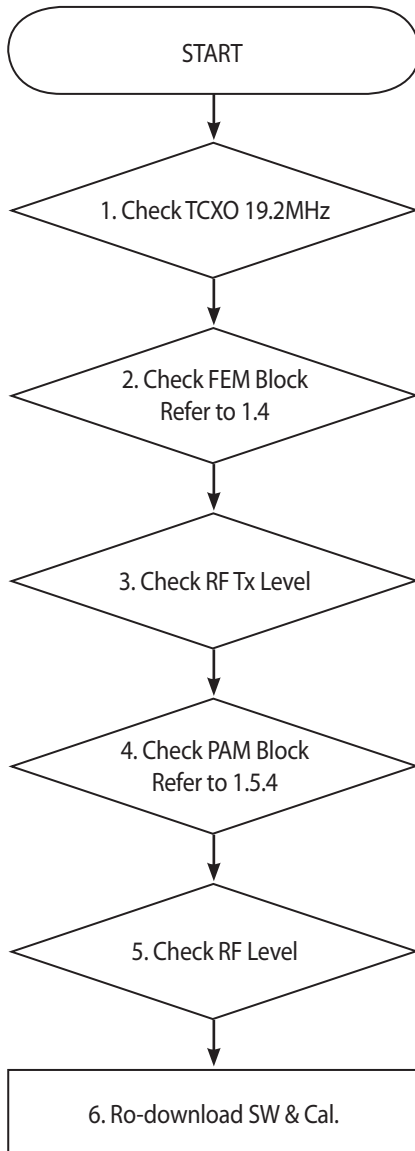 START
1. Check TCXO 19.2MHz
2. Check FEM Block
Refer to 1.4
3. Check RF Tx Level
4. Check PAM Block
Refer to 1.5.4
5. Check RF Level
6. Ro-download SW & Cal.